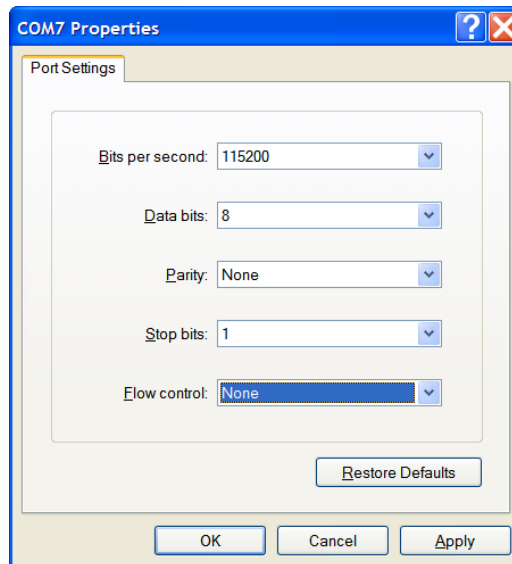 COM7 Properties
Port Settings
Bits per second: 115200
Data bits: 8
Parity: None
Stop bits: 1
Flow control: None
Restore Defaults
OK Cancel Apply